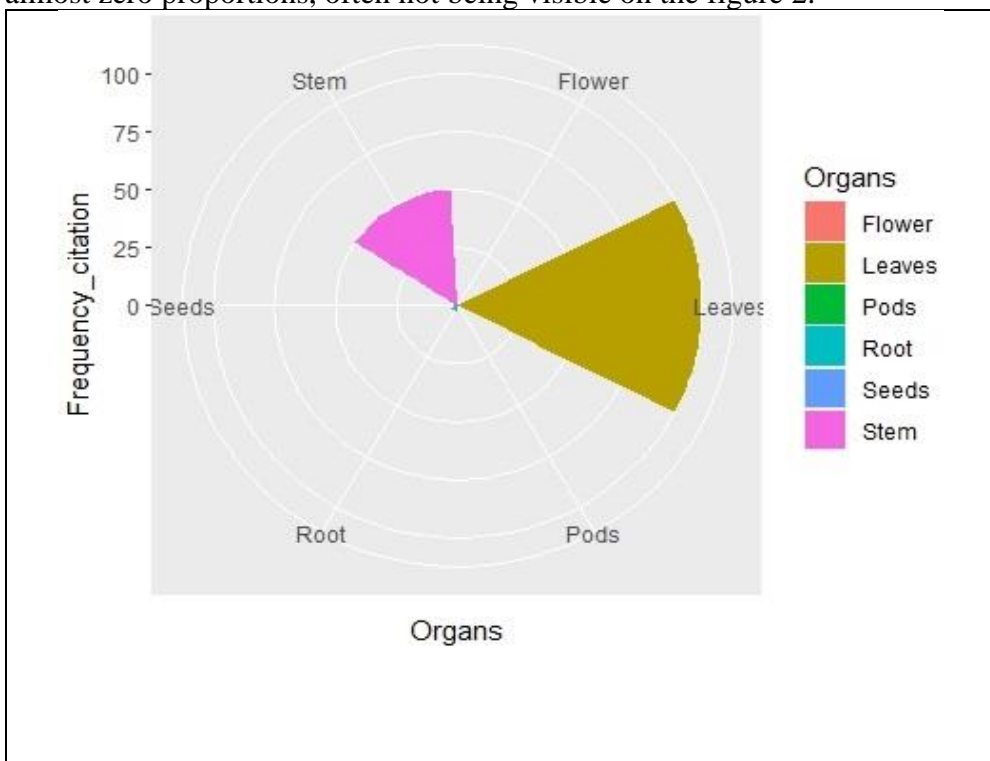 almost zero proportions, often not being visible on the figure 2.
100
Stem
Flower
75
50
25
0
Seeds
Leaves
Root
Pods
Frequency_citation
Organs
Organs
Flower
Leaves
Pods
Root
Seeds
Stem